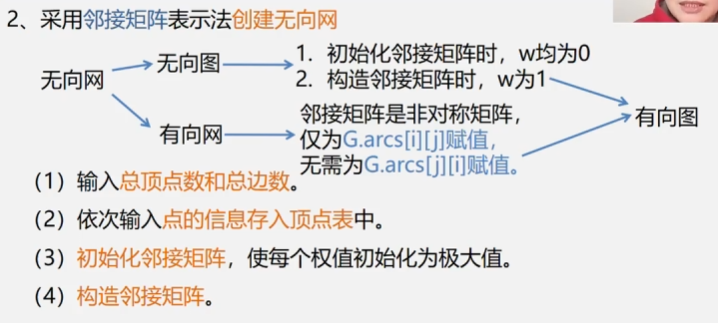 2、采用邻接矩阵表示法创建无向网
无向网
无向图
1. 初始化邻接矩阵时，w均为0
2. 构造邻接矩阵时，w为1
有向网
邻接矩阵是非对称矩阵，
仅为G.arcs[i][j]赋值，
无需为G.arcs[j][i]赋值。
有向图
（1）输入总顶点数和总边数。
（2）依次输入点的信息存入顶点表中。
（3）初始化邻接矩阵，使每个权值初始化为极大值。
（4）构造邻接矩阵。